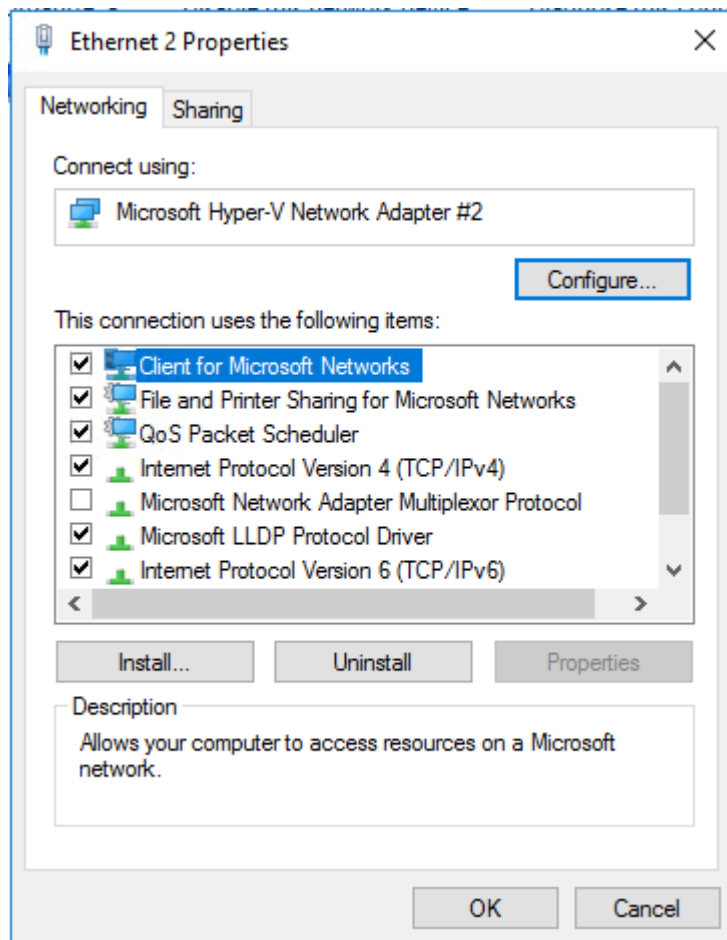 Ethernet 2 Properties
Networking
Sharing
Connect using:
Microsoft Hyper-V Network Adapter #2
Configure...
This connection uses the following items:
Client for Microsoft Networks
File and Printer Sharing for Microsoft Networks
QoS Packet Scheduler
Internet Protocol Version 4 (TCP/IPv4)
Microsoft Network Adapter Multiplexor Protocol
Microsoft LLDP Protocol Driver
Internet Protocol Version 6 (TCP/IPv6)
Install...
Uninstall
Properties
Description
Allows your computer to access resources on a Microsoft
network.
OK
Cancel